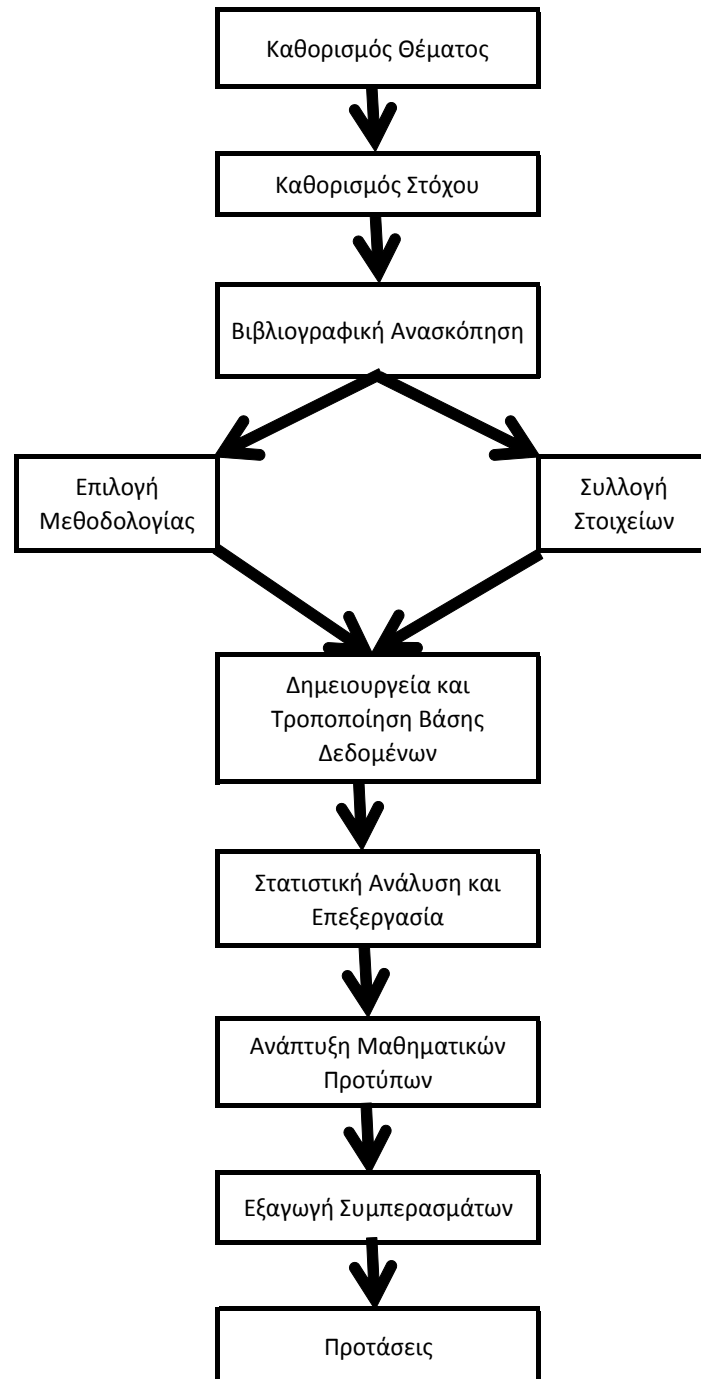 Καθορισμός Θέματος
Καθορισμός Στόχου
Βιβλιογραφική Ανασκόπηση
Επιλογή
Μεθοδολογίας
Συλλογή
Στοιχείων
Δημειουργεία και
Τροποποίηση Βάσης
Δεδομένων
Στατιστική Ανάλυση και
Επεξεργασία
Ανάπτυξη Μαθηματικών
Προτύπων
Εξαγωγή Συμπερασμάτων
Προτάσεις